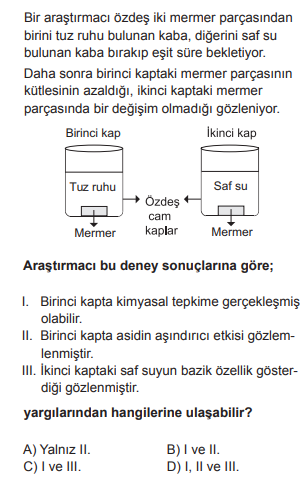 Bir araştırmacı özdeş iki mermer parçasından
birini tuz ruhu bulunan kaba, diğerini saf su
bulunan kaba bırakıp eşit süre bekletiyor.
Daha sonra birinci kaptaki mermer parçasının
kütlesinin azaldığı, ikinci kaptaki mermer
parçasında bir değişim olmadığı gözleniyor.
Birinci kap
İkinci kap
Tuz ruhu
Saf su
Özdeş
cam
kaplar
Mermer
Mermer
Araştırmacı bu deney sonuçlarına göre;
I. Birinci kapta kimyasal tepkime gerçekleşmiş
olabilir.
II. Birinci kapta asidin aşındırıcı etkisi gözlem-
lenmiştir.
III. İkinci kaptaki saf suyun bazik özellik göster-
diği gözlenmiştir.
yargılarından hangilerine ulaşabilir?
A) Yalnız II.
B) I ve II.
C) I ve III.
D) I, II ve III.